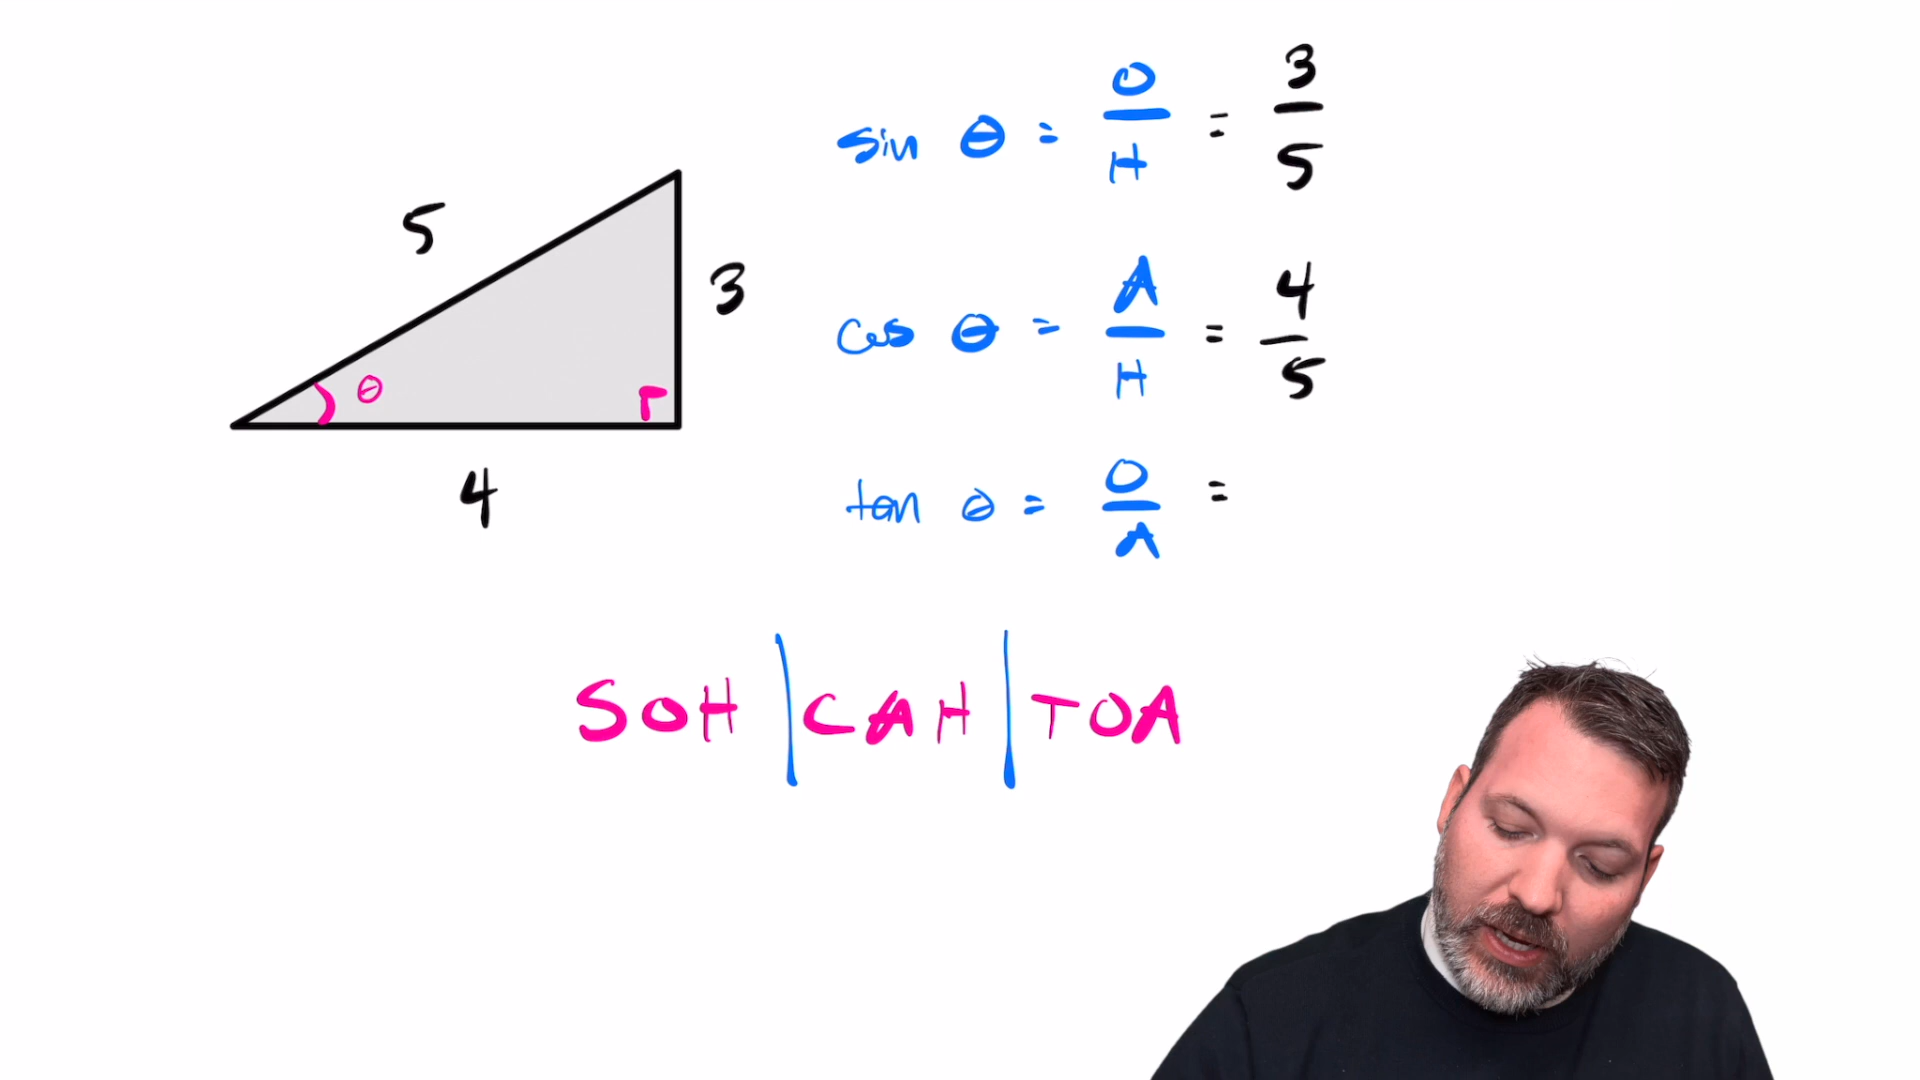 sin θ = O/H = 3/5
5
3
θ
cos θ = A/H = 4/5
4
tan θ = O/A =
SOH | CAH | TOA